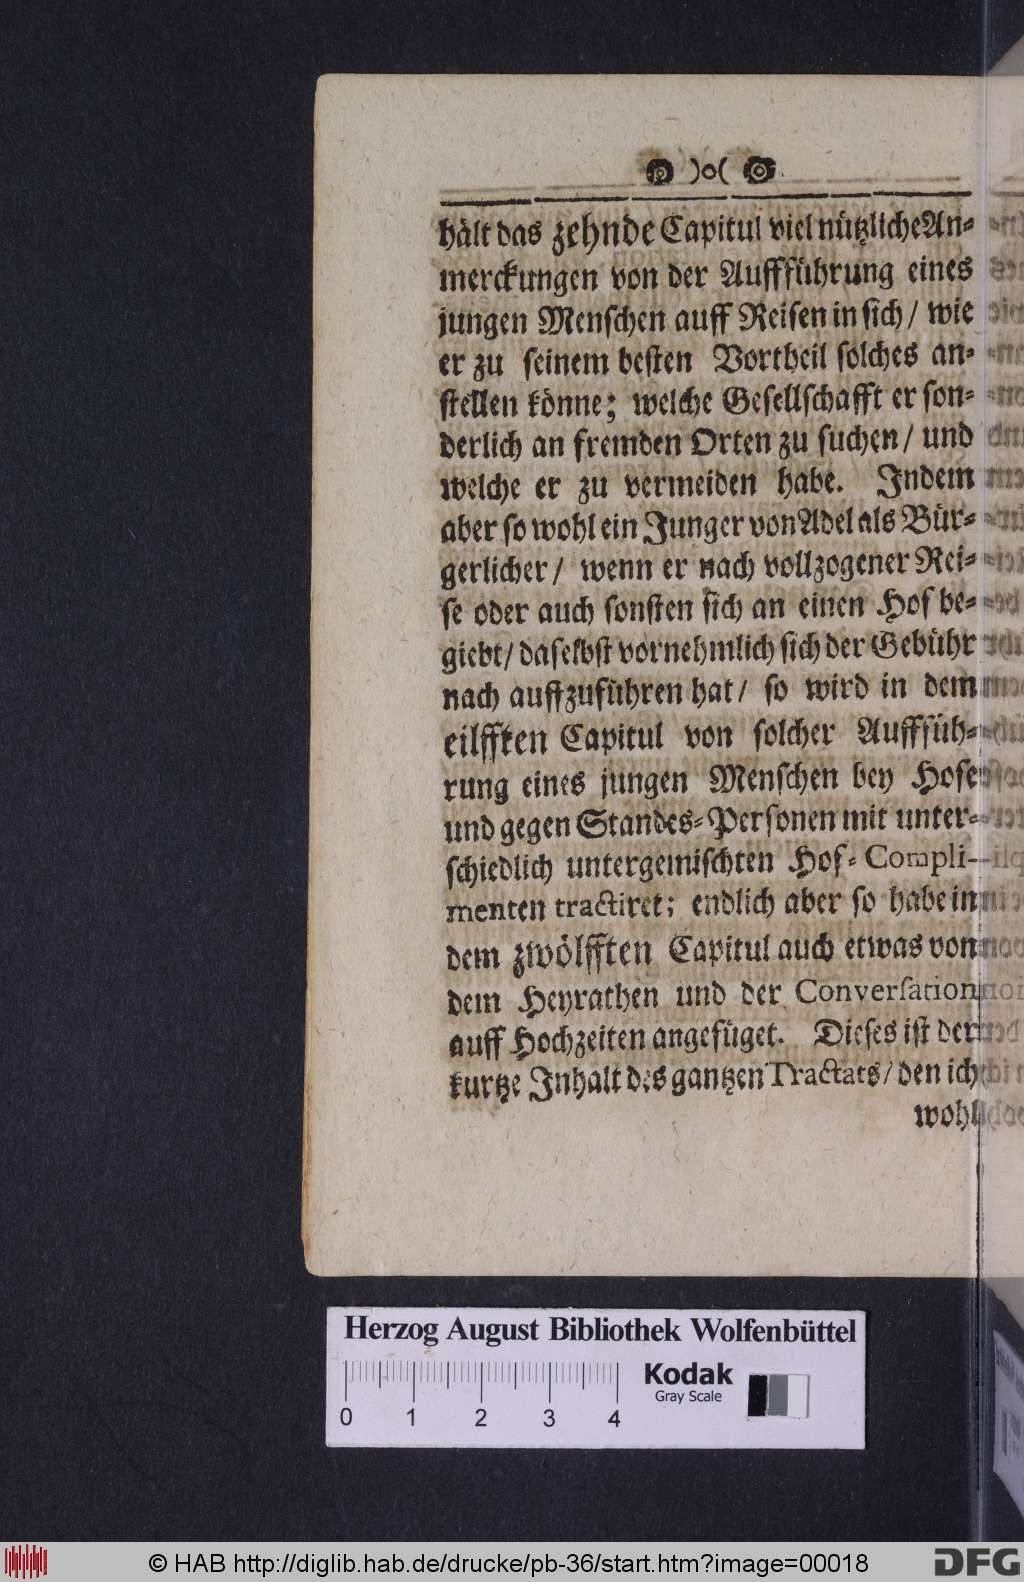 hält das zehnde Capitul viel nützliche An-
merckungen von der Auffführung eines
jungen Menschen auff Reisen in sich / wie
er zu seinem besten Vortheil solches an-
stellen könne; welche Gesellschafft er son-
derlich an fremden Orten zu suchen / und
welche er zu vermeiden habe. Indem
aber so wohl ein Junger von Adel als Bür-
gerlicher / wenn er nach vollzogener Rei-
se oder auch sonsten sich an einen Hof be-
giebt / daselbst vornehmlich sich der Gebühr
nach auffzuführen hat / so wird in dem
eilfften Capitul von solcher Auffüh-
rung eines jungen Menschen bey Hofe
und gegen Standes-Personen mit unter-
schiedlich untergemischten Hof-Compli-
menten tractiret; endlich aber so habe in
dem zwölfften Capitul auch etwas von
dem Heyrathen und der Conversation
auff Hochzeiten angefüget. Dieses ist der
kurtze Inhalt des gantzen Tractats / den ich
wohl
Herzog August Bibliothek Wolfenbüttel
Kodak
Gray Scale
0 1 2 3 4
© HAB http://diglib.hab.de/drucke/pb-36/start.htm?image=00018
DFG